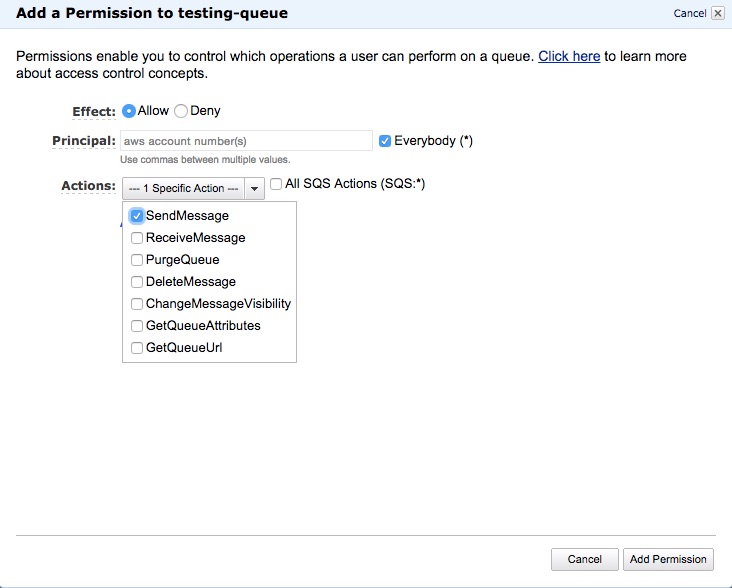 Add a Permission to testing-queue
Cancel
Permissions enable you to control which operations a user can perform on a queue. Click here to learn more
about access control concepts.
Effect: Allow Deny
Principal: aws account number(s) Everybody (*)
Use commas between multiple values.
Actions: --- 1 Specific Action --- All SQS Actions (SQS:*)
SendMessage
ReceiveMessage
PurgeQueue
DeleteMessage
ChangeMessageVisibility
GetQueueAttributes
GetQueueUrl
Cancel Add Permission